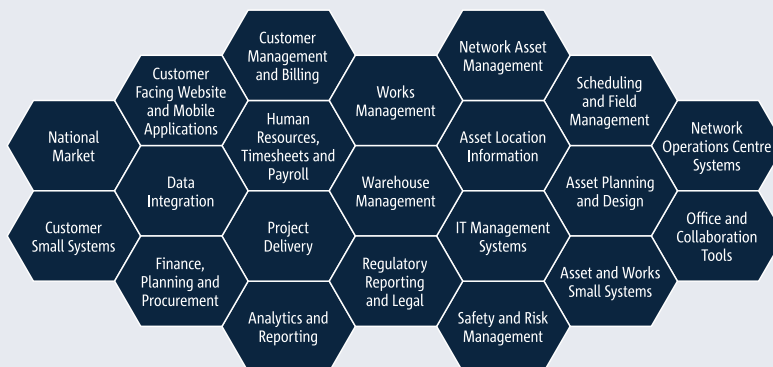 National
Market
Customer
Small Systems
Customer
Facing Website
and Mobile
Applications
Data
Integration
Finance,
Planning and
Procurement
Customer
Management
and Billing
Human
Resources,
Timesheets and
Payroll
Project
Delivery
Analytics and
Reporting
Works
Management
Warehouse
Management
Regulatory
Reporting
and Legal
Network Asset
Management
Asset Location
Information
IT Management
Systems
Safety and Risk
Management
Scheduling
and Field
Management
Asset Planning
and Design
Asset and Works
Small Systems
Network
Operations Centre
Systems
Office and
Collaboration
Tools